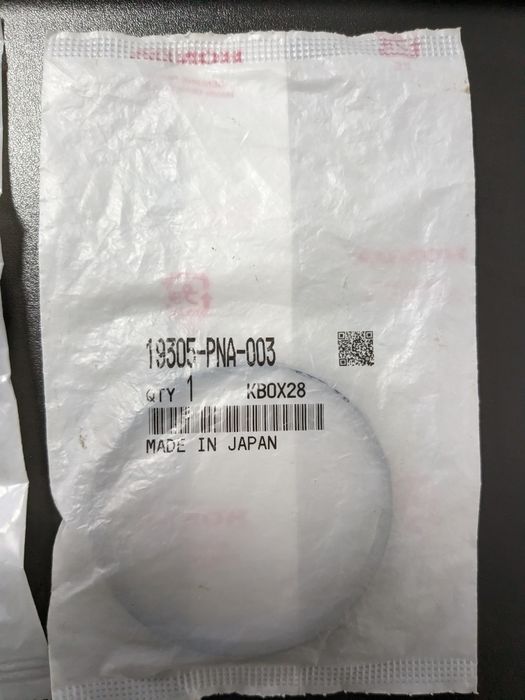 19305-PNA-003
QTY 1 KBOX28
MADE IN JAPAN